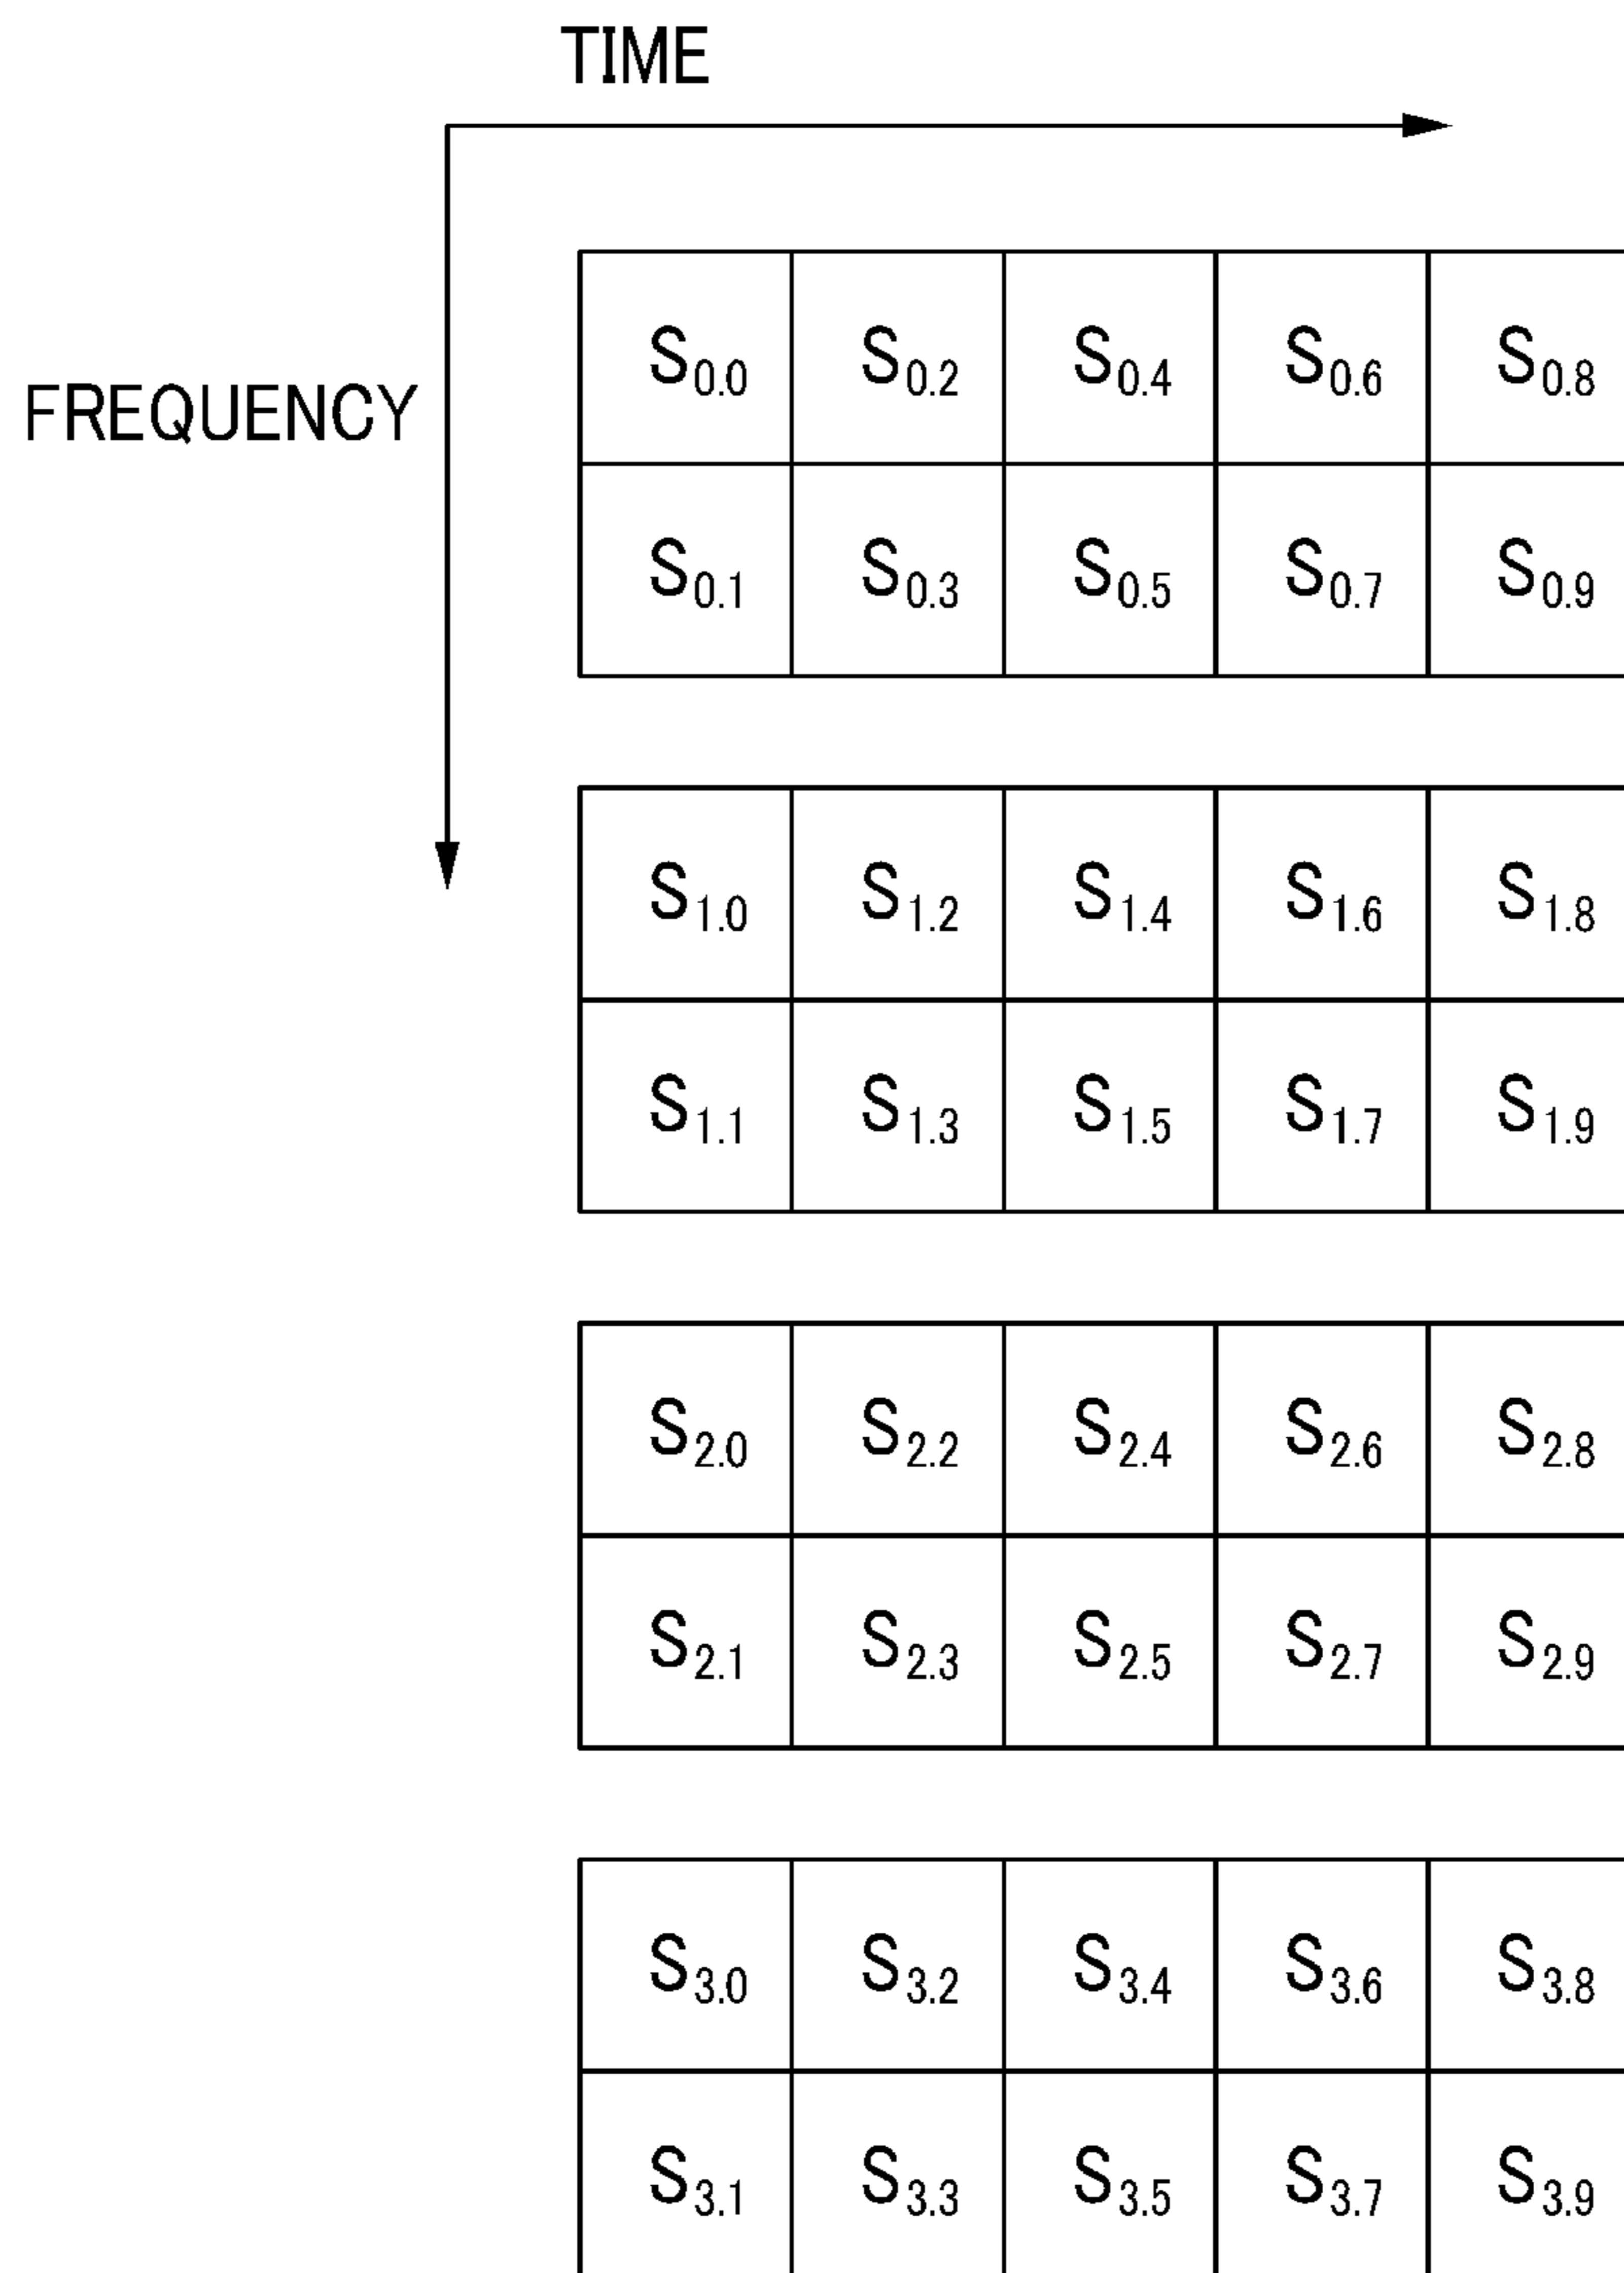 TIME
FREQUENCY
S0.0 S0.2 S0.4 S0.6 S0.8
S0.1 S0.3 S0.5 S0.7 S0.9
S1.0 S1.2 S1.4 S1.6 S1.8
S1.1 S1.3 S1.5 S1.7 S1.9
S2.0 S2.2 S2.4 S2.6 S2.8
S2.1 S2.3 S2.5 S2.7 S2.9
S3.0 S3.2 S3.4 S3.6 S3.8
S3.1 S3.3 S3.5 S3.7 S3.9